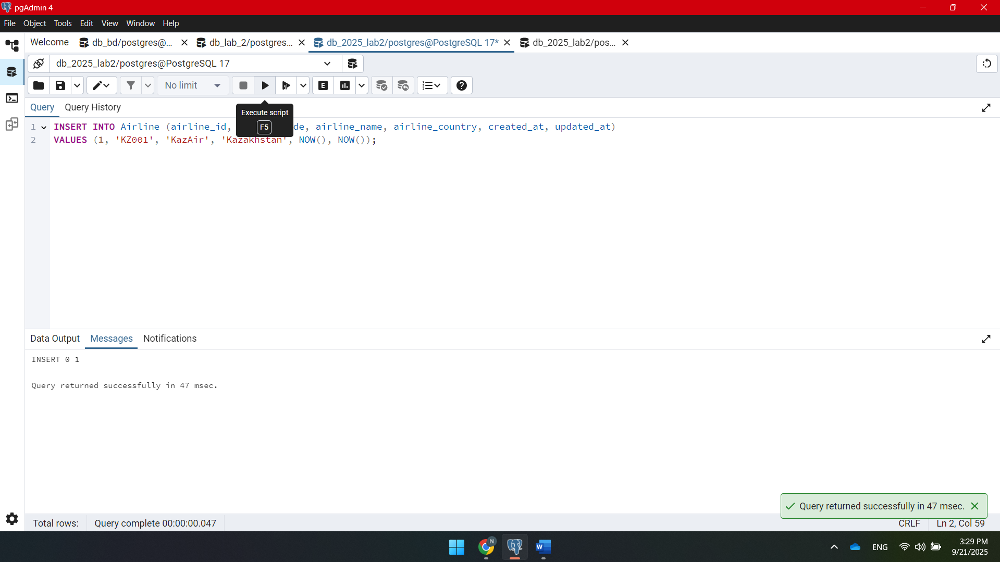 pgAdmin 4
File Object Tools Edit View Window Help
Welcome db_bd/postgres@... db_lab_2/postgres... db_2025_lab2/postgres@PostgreSQL 17* db_2025_lab2/pos...
db_2025_lab2/postgres@PostgreSQL 17
No limit E
Query Query History
Execute script
F5
1 INSERT INTO Airline (airline_id, de, airline_name, airline_country, created_at, updated_at)
2 VALUES (1, 'KZ001', 'KazAir', 'Kazakhstan', NOW(), NOW());
Data Output Messages Notifications
INSERT 0 1
Query returned successfully in 47 msec.
Query returned successfully in 47 msec.
Total rows: Query complete 00:00:00.047 CRLF Ln 2, Col 59
N
W
ENG
3:29 PM
9/21/2025